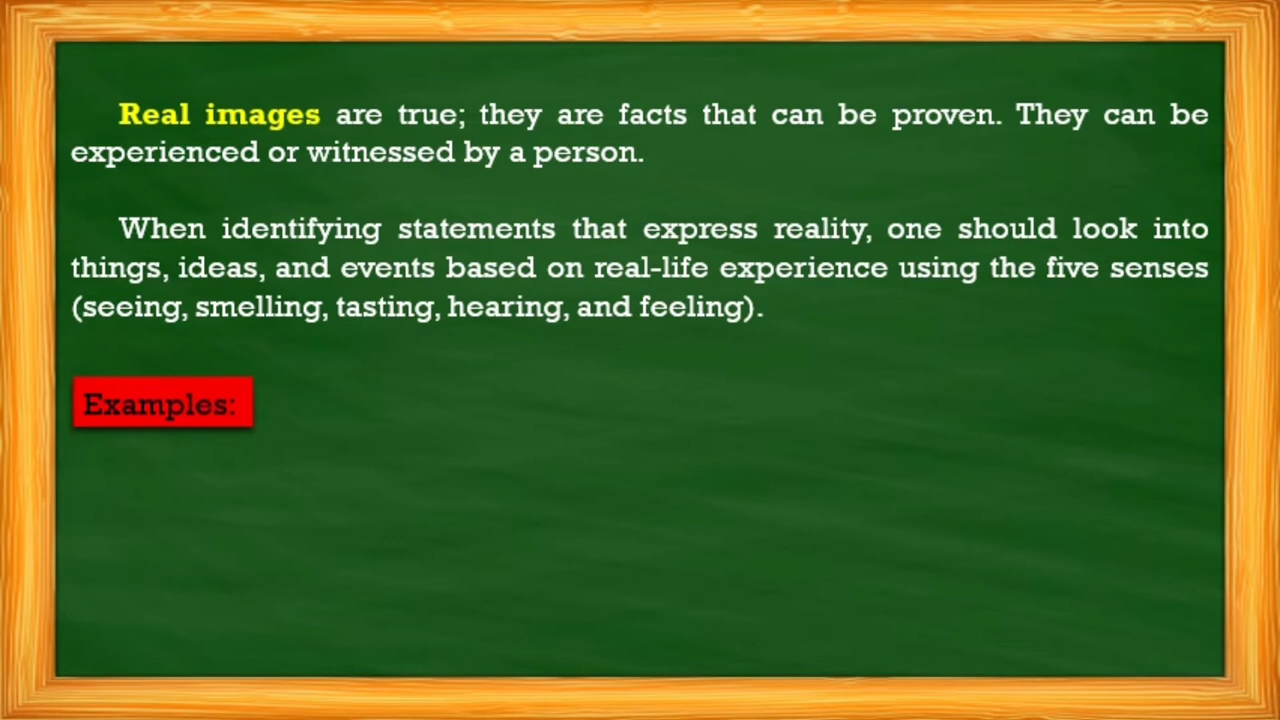 Real images are true; they are facts that can be proven. They can be
experienced or witnessed by a person.
When identifying statements that express reality, one should look into
things, ideas, and events based on real-life experience using the five senses
(seeing, smelling, tasting, hearing, and feeling).
Examples: